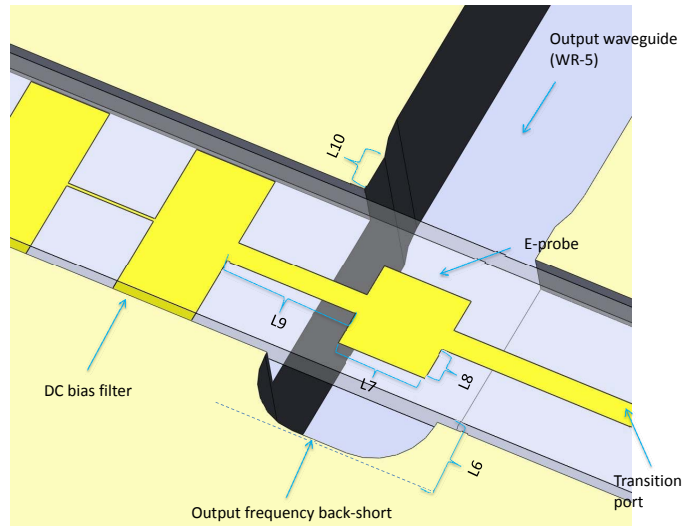 Output waveguide
(WR-5)
L10
E-probe
L9
L7
L8
DC bias filter
L6
Transition
port
Output frequency back-short